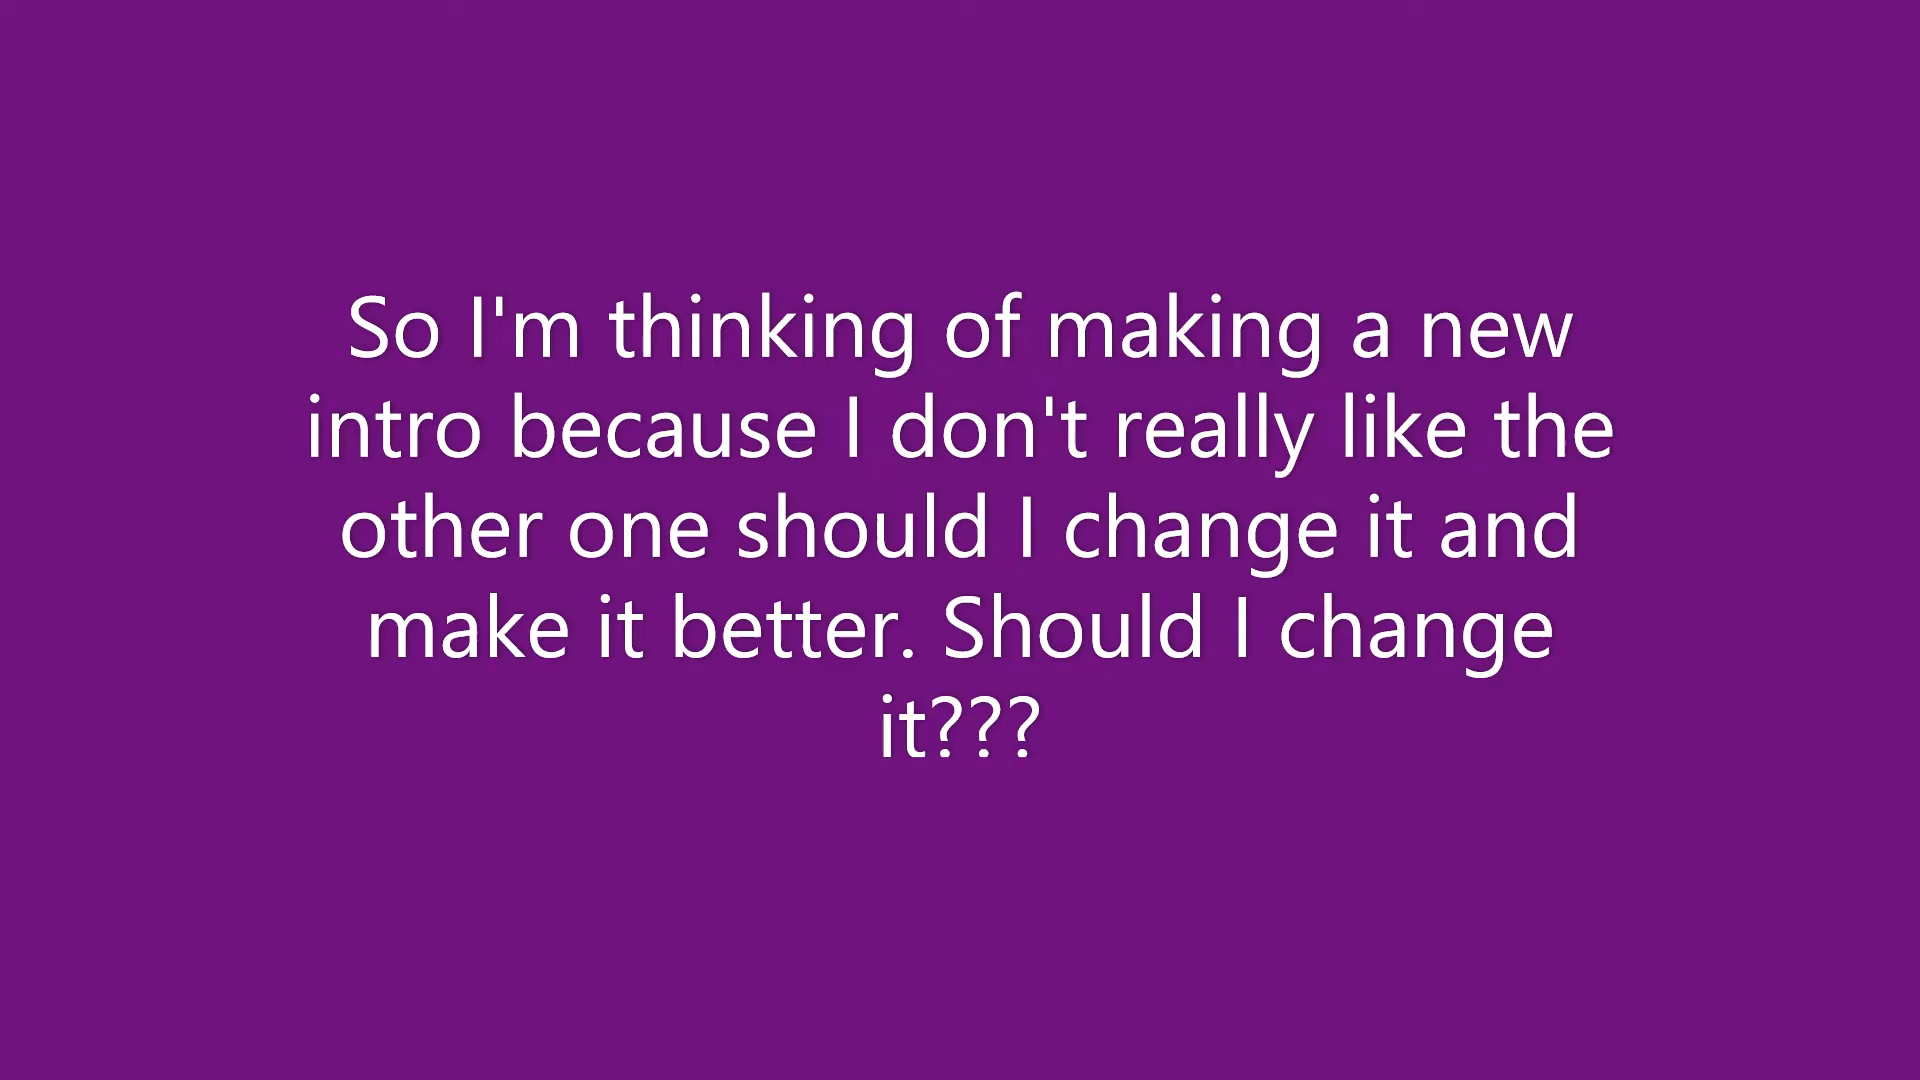 So I'm thinking of making a new
intro because I don't really like the
other one should I change it and
make it better. Should I change
it???